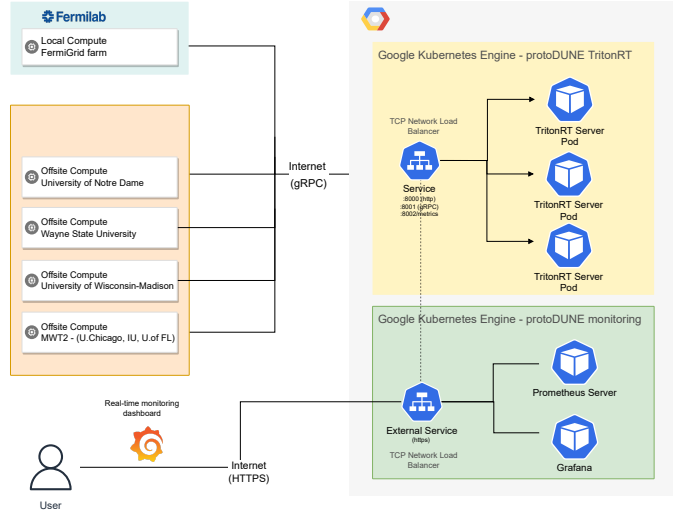 Fermilab
Local Compute
FermiGrid farm
Offsite Compute
University of Notre Dame
Offsite Compute
Wayne State University
Offsite Compute
University of Wisconsin-Madison
Offsite Compute
MWT2 - (U.Chicago, IU, U.of FL)
Internet
(gRPC)
Google Kubernetes Engine - protoDUNE TritonRT
TCP Network Load
Balancer
Service
:8000 (http)
:8001 (gRPC)
:8002/metrics
TritonRT Server
Pod
TritonRT Server
Pod
TritonRT Server
Pod
Google Kubernetes Engine - protoDUNE monitoring
External Service
(https)
TCP Network Load
Balancer
Prometheus Server
Grafana
Real-time monitoring
dashboard
User
Internet
(HTTPS)